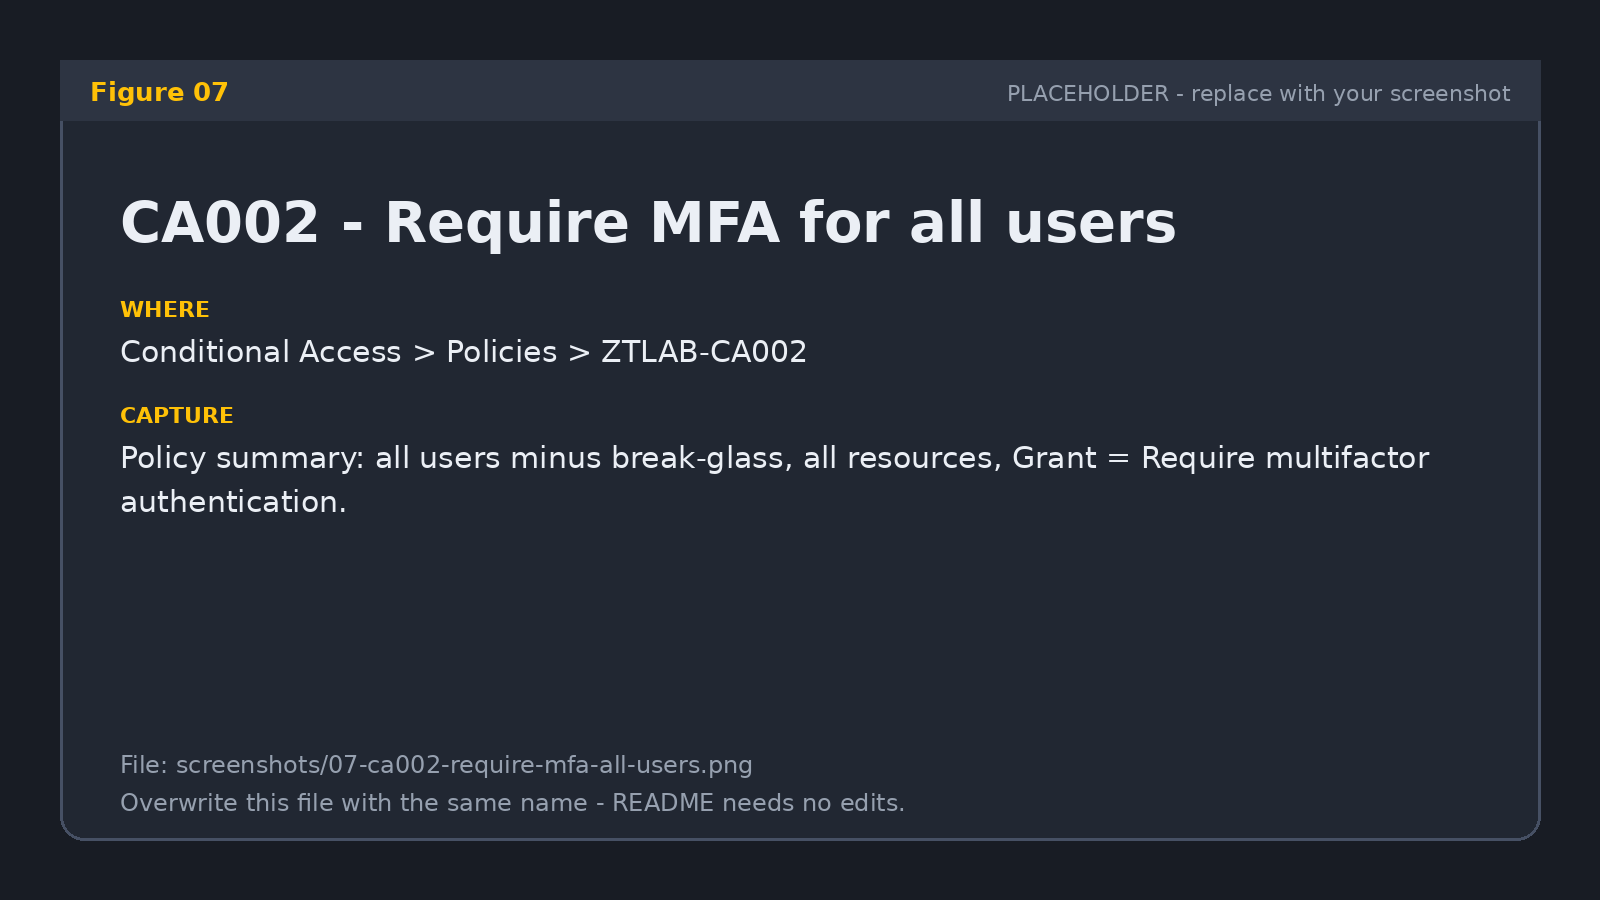 Figure 07
PLACEHOLDER - replace with your screenshot
CA002 - Require MFA for all users
WHERE
Conditional Access > Policies > ZTLAB-CA002
CAPTURE
Policy summary: all users minus break-glass, all resources, Grant = Require multifactor
authentication.
File: screenshots/07-ca002-require-mfa-all-users.png
Overwrite this file with the same name - README needs no edits.